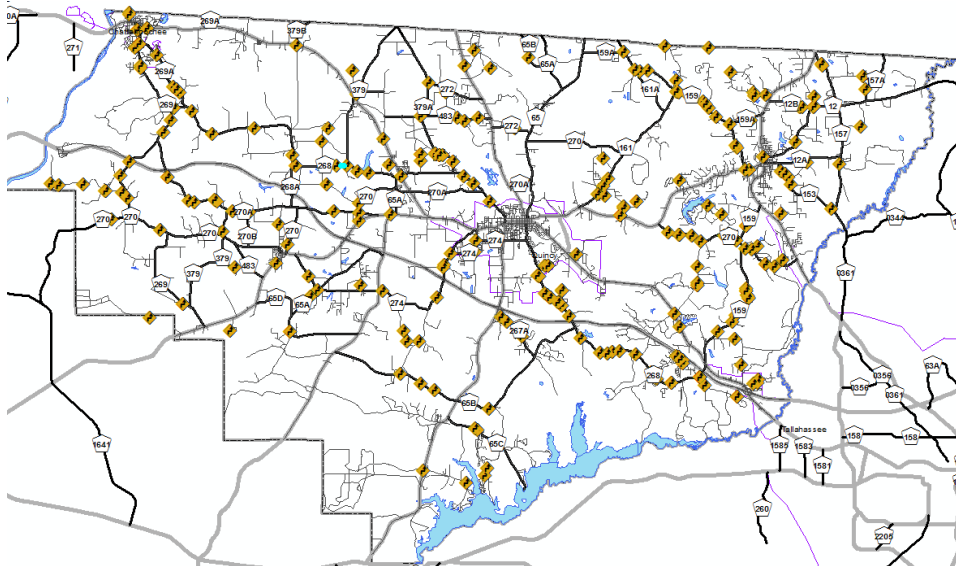 0A
271
Chattahoochee
269A
269A
269
379B
379
379A
272
483
65B
65A
65
272
270
159A
161A
161
159
159A
12B
12
157A
157
12A
153
268
268A
270
65A
270A
270A
Quincy
274
274
270
270
270A
270
270B
270
379
483
269
65D
65A
274
267A
159
270A
159
268
65B
65C
1641
0344
0361
63A
0356
0356
0361
Tallahassee
1585
1583
1581
158
158
260
2205